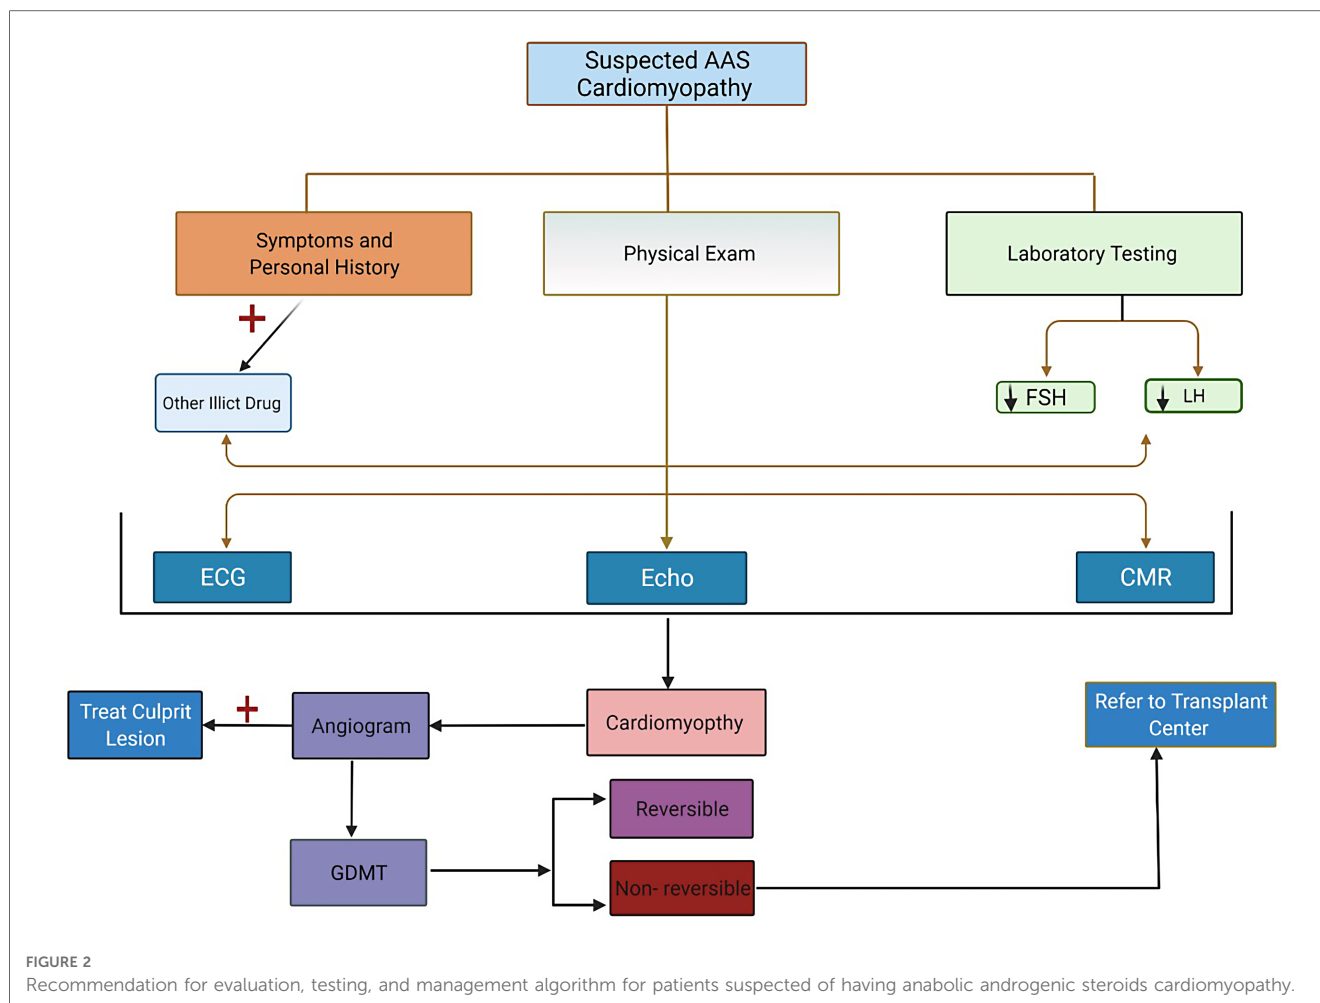 Suspected AAS
Cardiomyopathy
Symptoms and
Personal History
Physical Exam
Laboratory Testing
Other Illict Drug
FSH
LH
ECG
Echo
CMR
Treat Culprit
Lesion
Angiogram
Cardiomyopthy
Refer to Transplant
Center
Reversible
GDMT
Non- reversible
FIGURE 2
Recommendation for evaluation, testing, and management algorithm for patients suspected of having anabolic androgenic steroids cardiomyopathy.